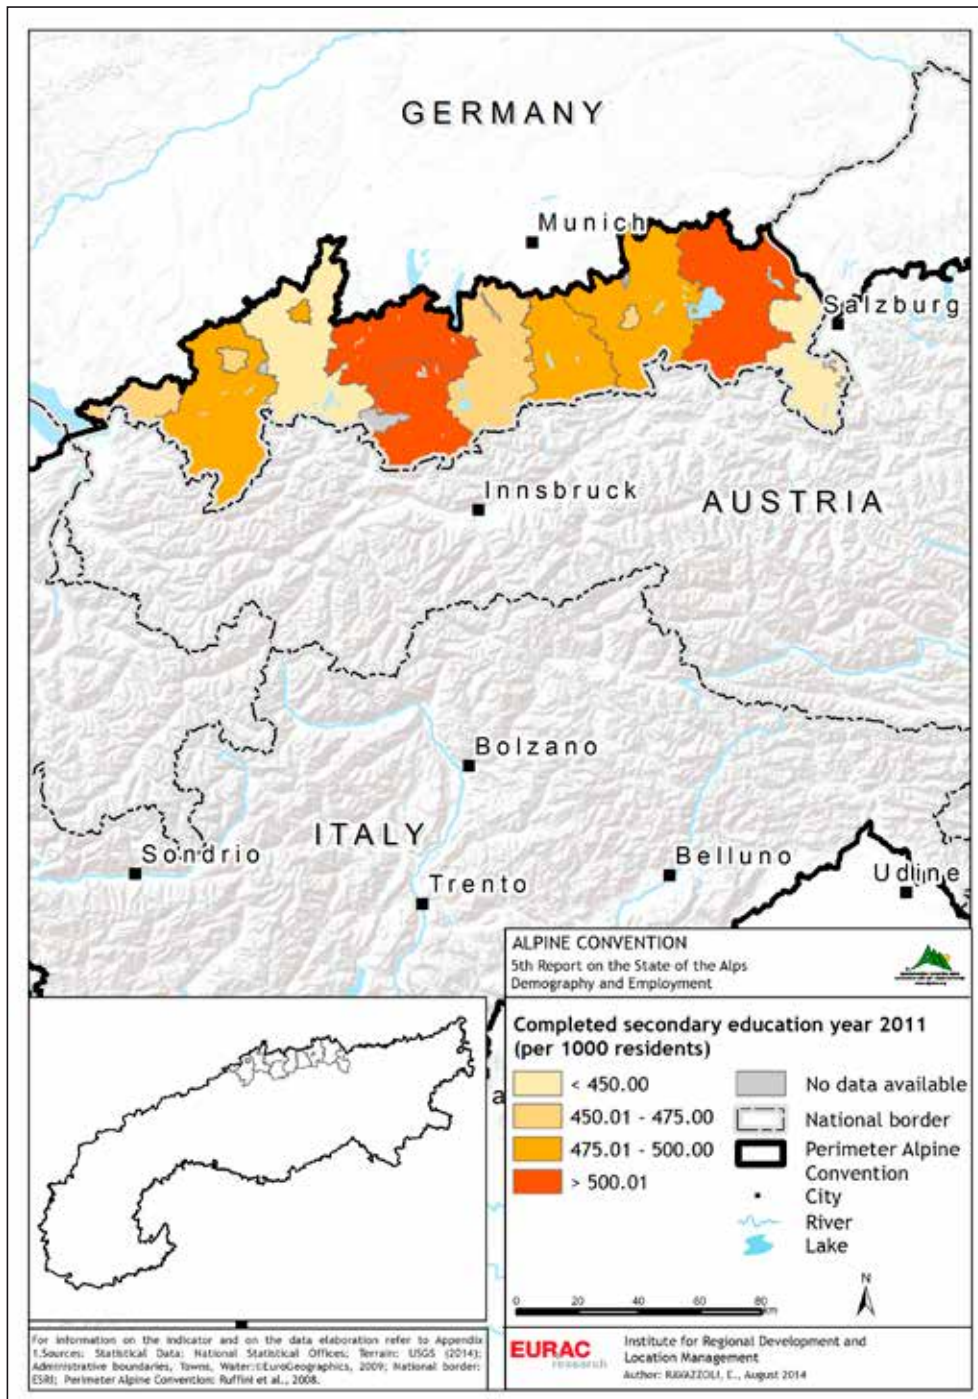 GERMANY
Munich
Salzburg
Innsbruck
AUSTRIA
Bolzano
ITALY
Sondrio
Belluno
Udine
Trento
ALPINE CONVENTION
5th Report on the State of the Alps
Demography and Employment
Completed secondary education year 2011
(per 1000 residents)
< 450.00
450.01 - 475.00
475.01 - 500.00
> 500.01
No data available
National border
Perimeter Alpine
Convention
City
River
Lake
N
0 20 40 60 80
km
For information on the indicator and on the data elaboration refer to Appendix
1.Sources: Statistical Data: National Statistical Offices; Terrain: USGS (2014);
Administrative boundaries, Towns, Water:©EuroGeographics, 2009; National border:
ESRI; Perimeter Alpine Convention: Ruffini et al., 2008.
EURAC
research
Institute for Regional Development and
Location Management
Author: RAVAZZOLI, E., August 2014